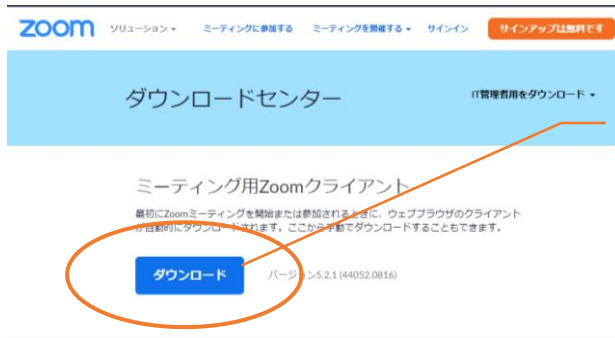 zoom ソリューション ミーティングに参加する ミーティングを開催する サインイン サインアップは無料です
ダウンロードセンター IT管理者用をダウンロード
ミーティング用Zoomクライアント
最初にZoomミーティングを開始または参加されるときに、ウェブブラウザのクライアント
が自動的にダウンロードされます。ここから手動でダウンロードすることもできます。
ダウンロード バージョン5.2.1 (44052.0816)